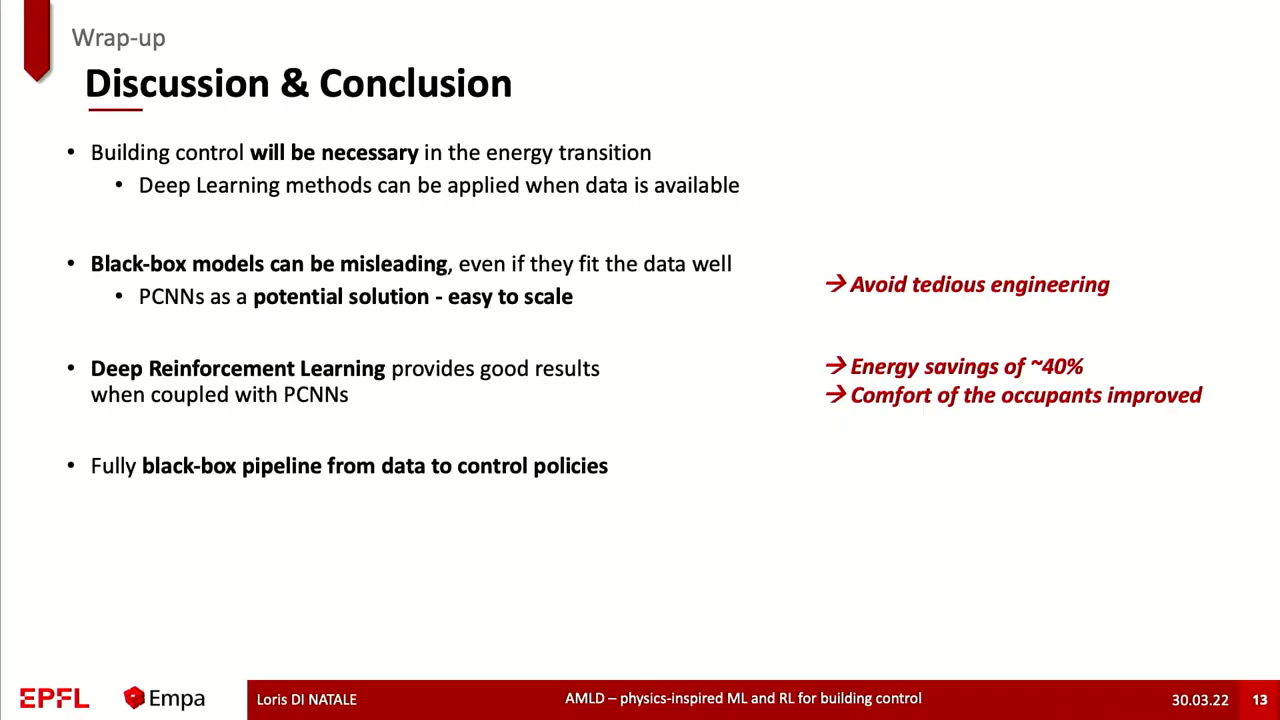 Wrap-up
Discussion & Conclusion
• Building control will be necessary in the energy transition
• Deep Learning methods can be applied when data is available
• Black-box models can be misleading, even if they fit the data well
• PCNNs as a potential solution - easy to scale
→ Avoid tedious engineering
• Deep Reinforcement Learning provides good results
when coupled with PCNNs
→ Energy savings of ~40%
→ Comfort of the occupants improved
• Fully black-box pipeline from data to control policies
EPFL
Empa
Loris DI NATALE
AMLD – physics-inspired ML and RL for building control
30.03.22
13